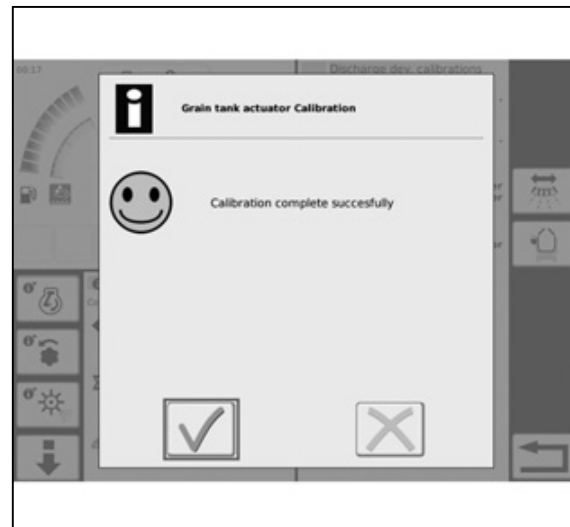 00:17
Discharge dev. calibrations
Grain tank actuator Calibration
Calibration complete succesfully